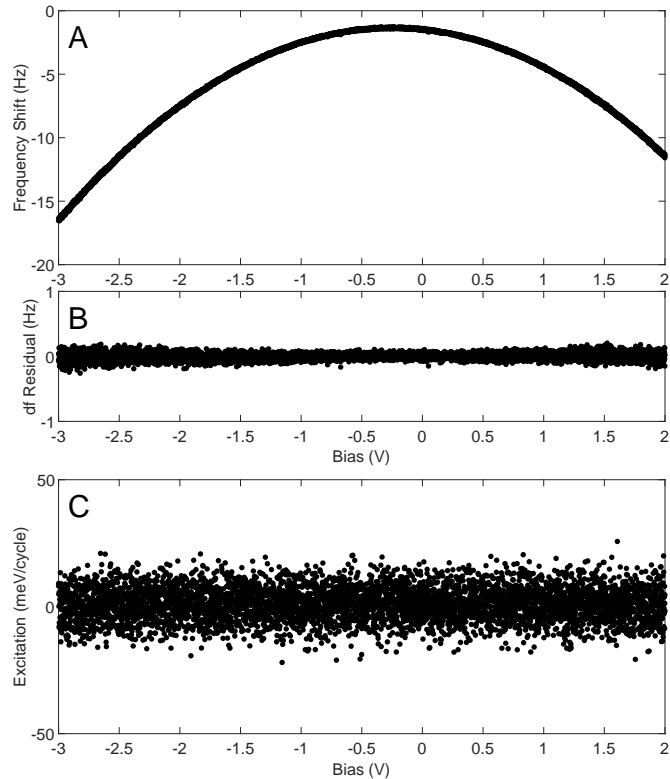 A
Frequency Shift (Hz)
0
-5
-10
-15
-20
-3 -2.5 -2 -1.5 -1 -0.5 0 0.5 1 1.5 2
B
df Residual (Hz)
1
0
-1
-3 -2.5 -2 -1.5 -1 -0.5 0 0.5 1 1.5 2
Bias (V)
C
Excitation (meV/cycle)
50
0
-50
-3 -2.5 -2 -1.5 -1 -0.5 0 0.5 1 1.5 2
Bias (V)